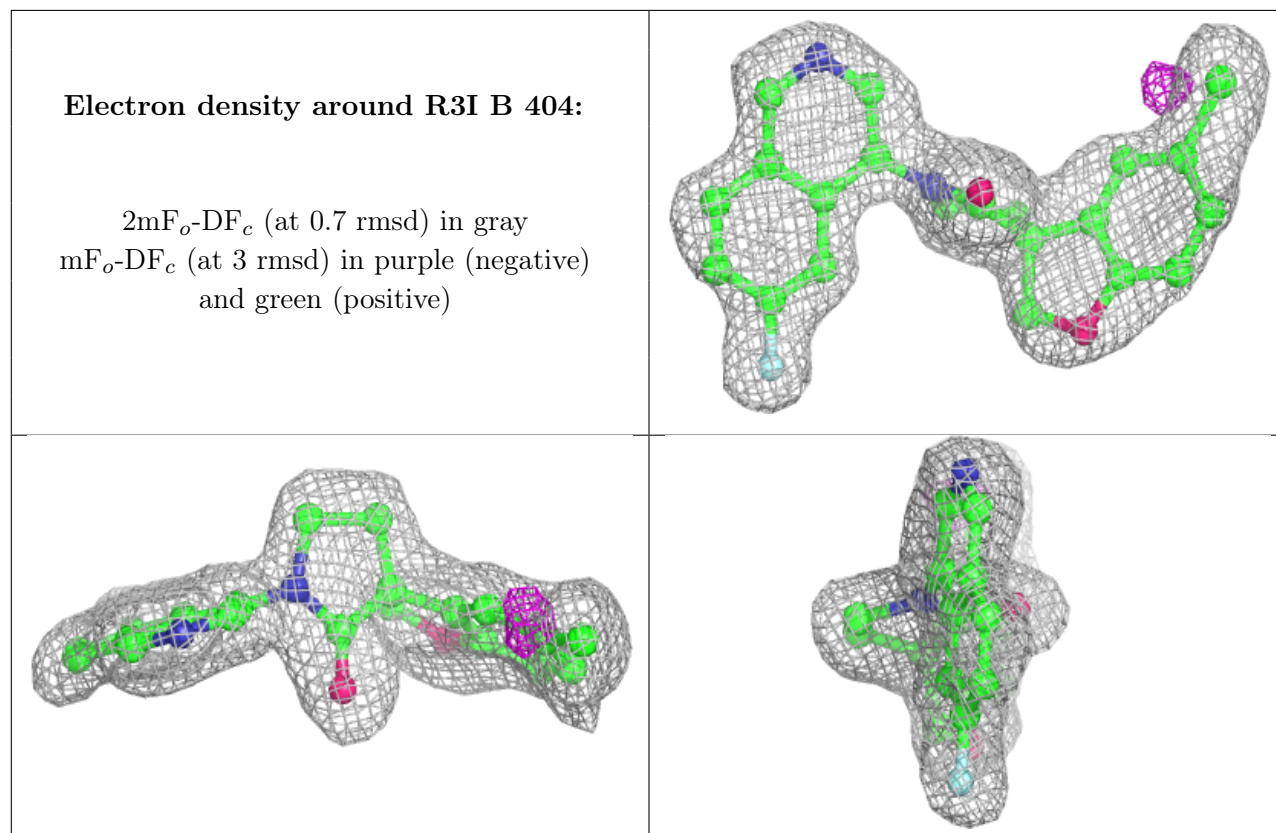 Electron density around R3I B 404:
2mFo-DFc (at 0.7 rmsd) in gray
mFo-DFc (at 3 rmsd) in purple (negative)
and green (positive)